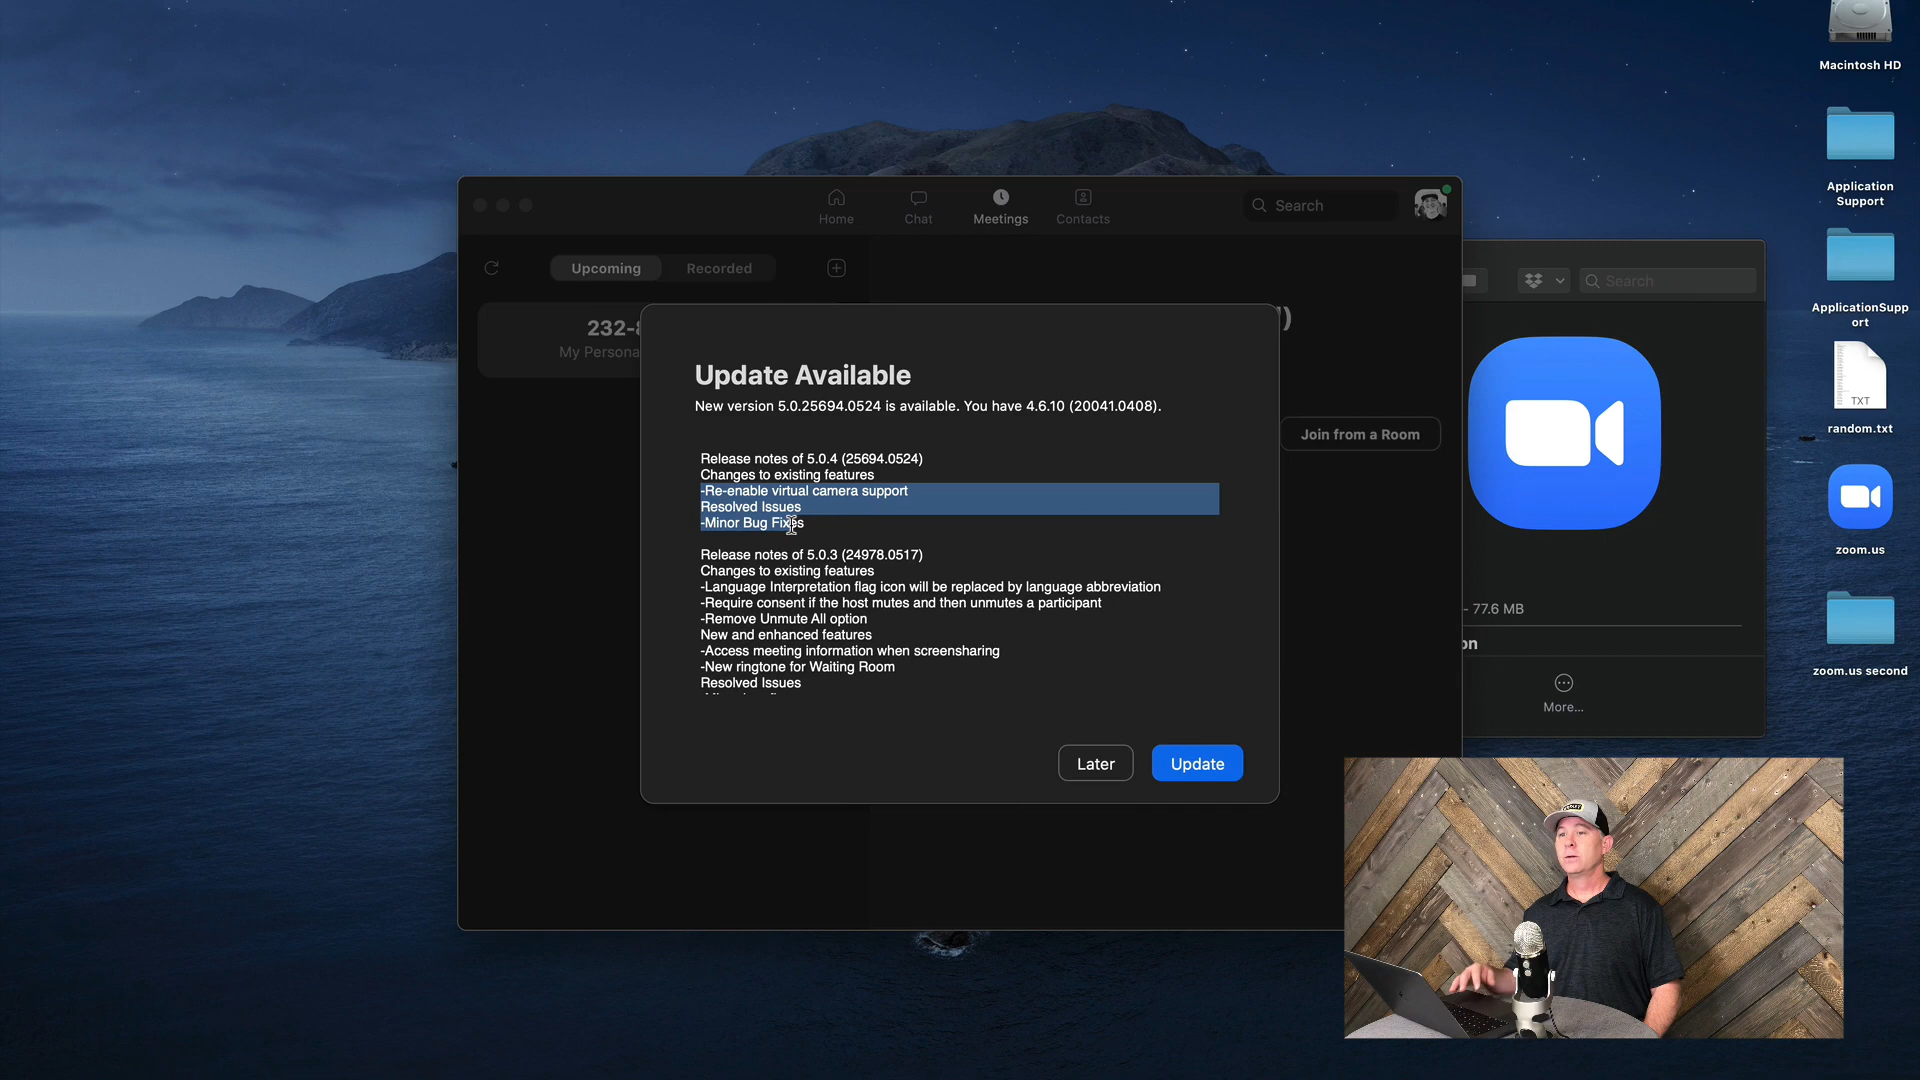 Macintosh HD
Application
Support
ApplicationSupp
ort
TXT
random.txt
zoom.us
zoom.us second
Home
Chat
Meetings
Contacts
Search
Upcoming
Recorded
232-
My Persona
Join from a Room
Search
- 77.6 MB
on
More...
Update Available
New version 5.0.25694.0524 is available. You have 4.6.10 (20041.0408).
Release notes of 5.0.4 (25694.0524)
Changes to existing features
-Re-enable virtual camera support
Resolved Issues
-Minor Bug Fixes
Release notes of 5.0.3 (24978.0517)
Changes to existing features
-Language Interpretation flag icon will be replaced by language abbreviation
-Require consent if the host mutes and then unmutes a participant
-Remove Unmute All option
New and enhanced features
-Access meeting information when screensharing
-New ringtone for Waiting Room
Resolved Issues
Later
Update